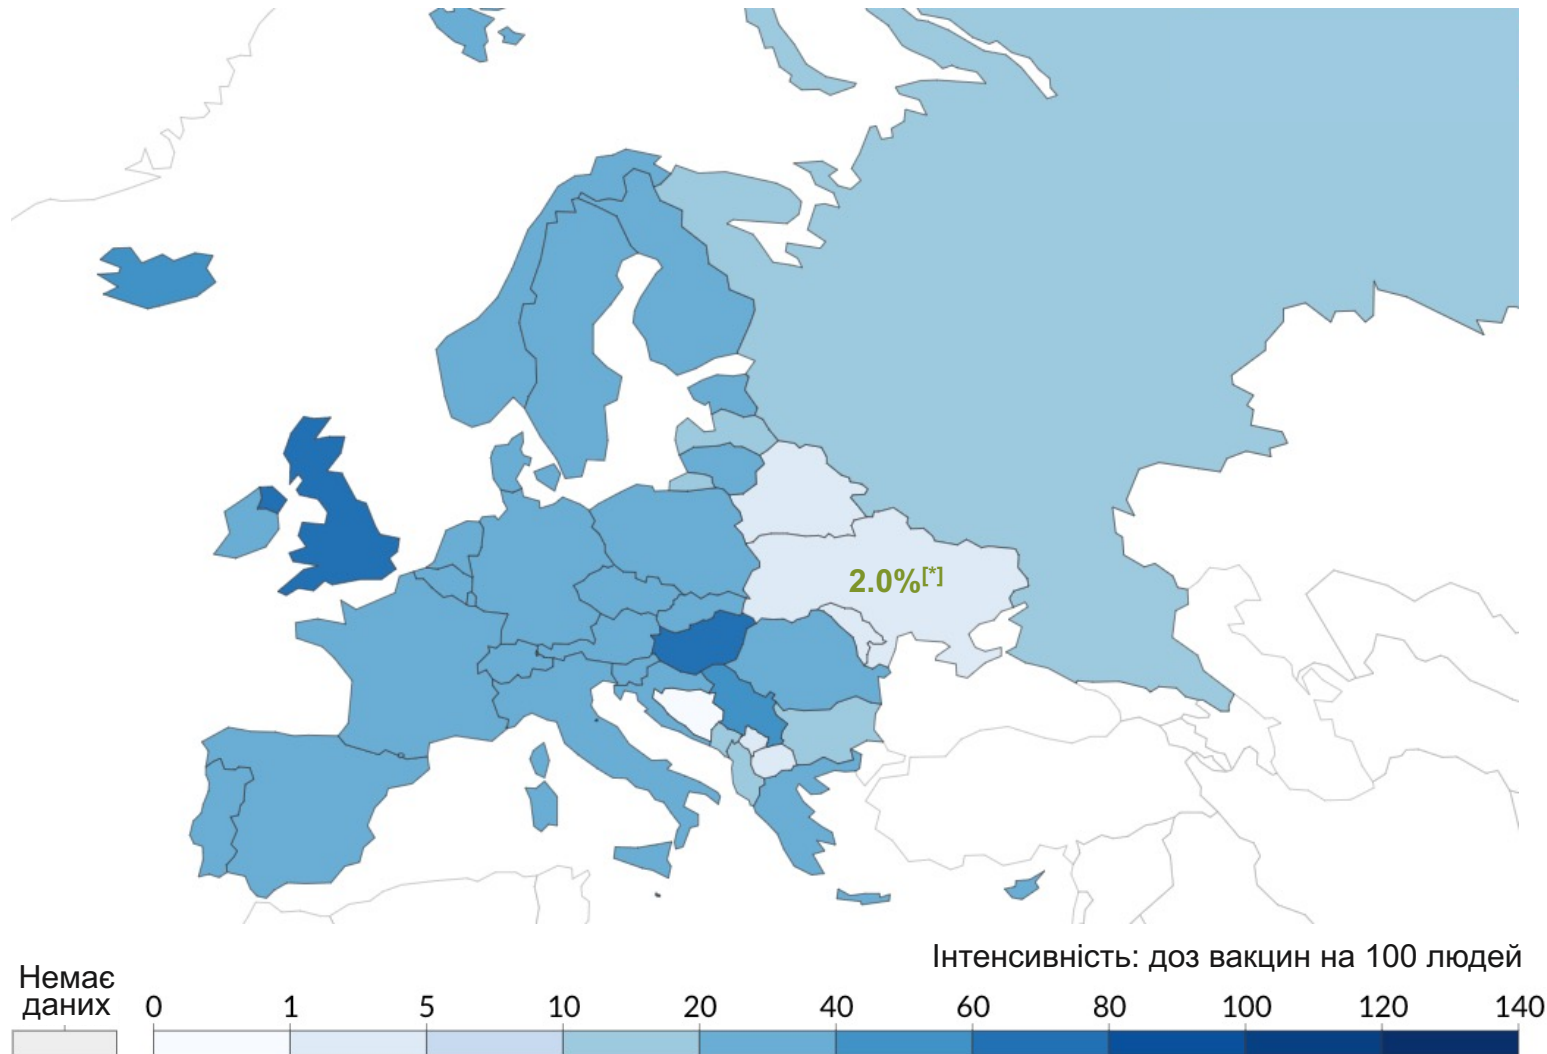 2.0%[*]
Інтенсивність: доз вакцин на 100 людей
Немає
даних
0 1 5 10 20 40 60 80 100 120 140